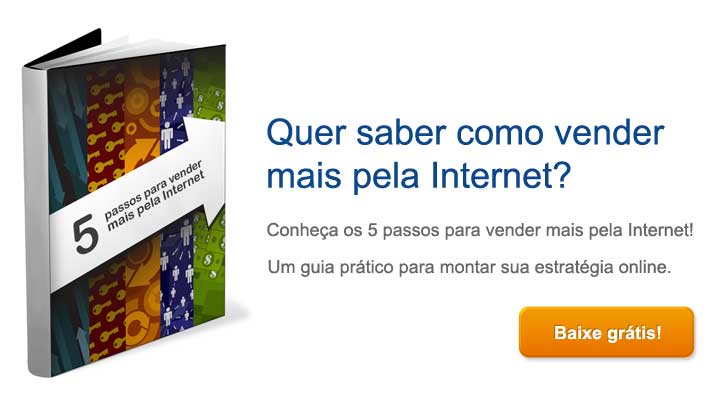 5
passos para vender
mais pela Internet
Quer saber como vender
mais pela Internet?
Conheça os 5 passos para vender mais pela Internet!
Um guia prático para montar sua estratégia online.
Baixe grátis!